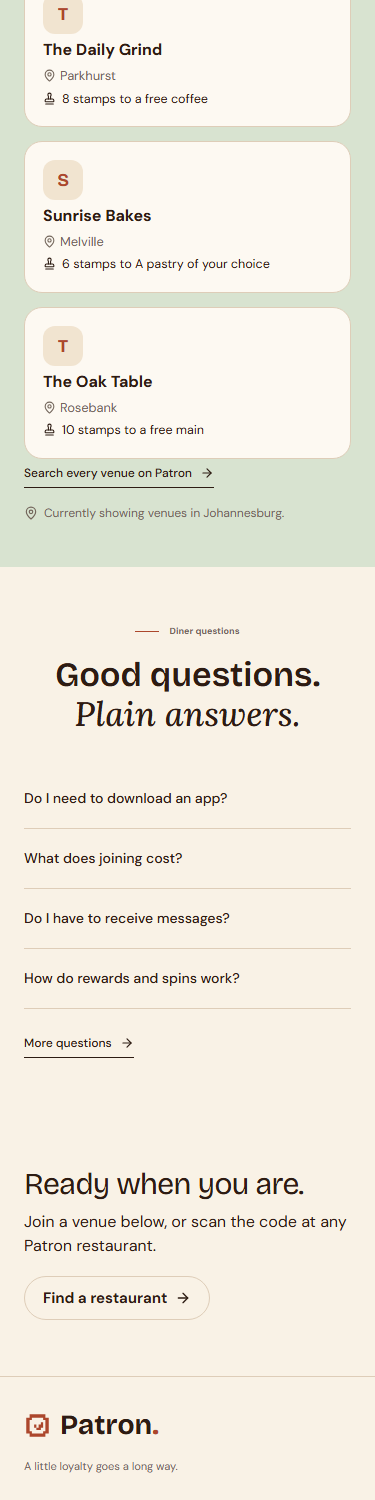 T
The Daily Grind
Parkhurst
8 stamps to a free coffee
S
Sunrise Bakes
Melville
6 stamps to A pastry of your choice
T
The Oak Table
Rosebank
10 stamps to a free main
Search every venue on Patron →
Currently showing venues in Johannesburg.
Diner questions
Good questions.
Plain answers.
Do I need to download an app?
What does joining cost?
Do I have to receive messages?
How do rewards and spins work?
More questions →
Ready when you are.
Join a venue below, or scan the code at any
Patron restaurant.
Find a restaurant →
Patron.
A little loyalty goes a long way.